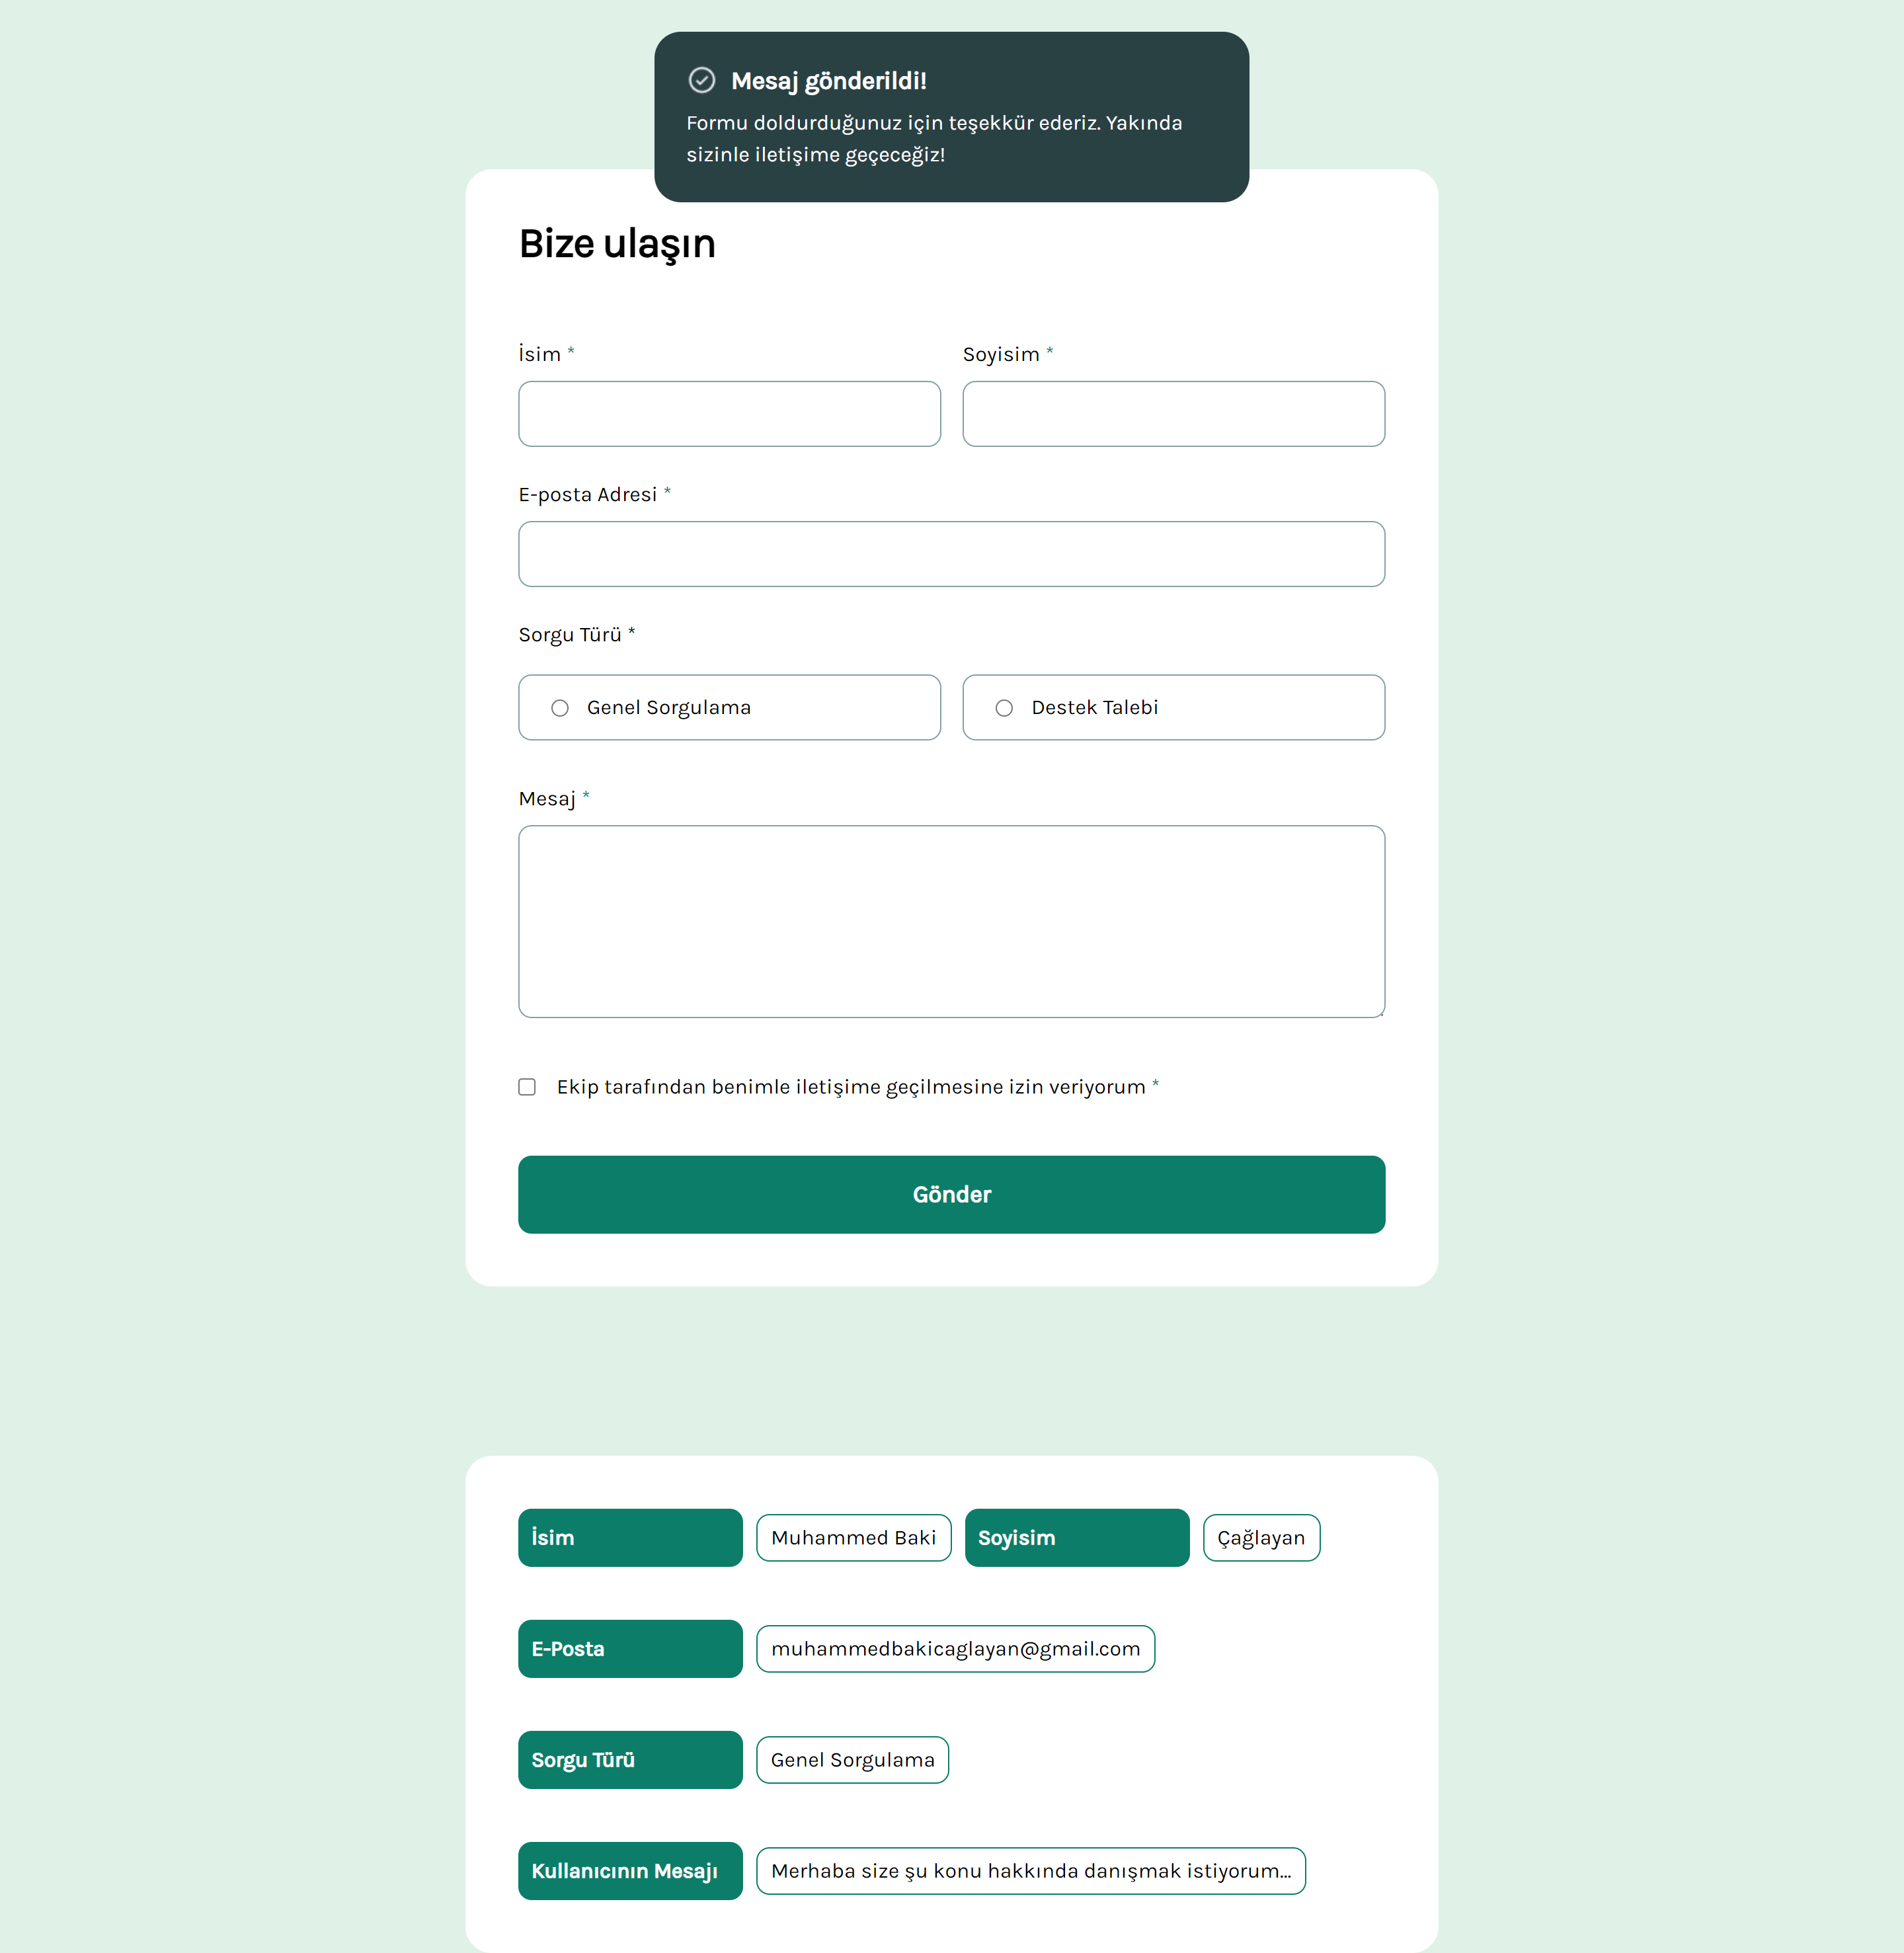 Mesaj gönderildi!
Formu doldurduğunuz için teşekkür ederiz. Yakında
sizinle iletişime geçeceğiz!
Bize ulaşın
İsim * Soyisim *
E-posta Adresi *
Sorgu Türü *
Genel Sorgulama Destek Talebi
Mesaj *
Ekip tarafından benimle iletişime geçilmesine izin veriyorum *
Gönder
İsim Muhammed Baki Soyisim Çağlayan
E-Posta muhammedbakicaglayan@gmail.com
Sorgu Türü Genel Sorgulama
Kullanıcının Mesajı Merhaba size şu konu hakkında danışmak istiyorum...